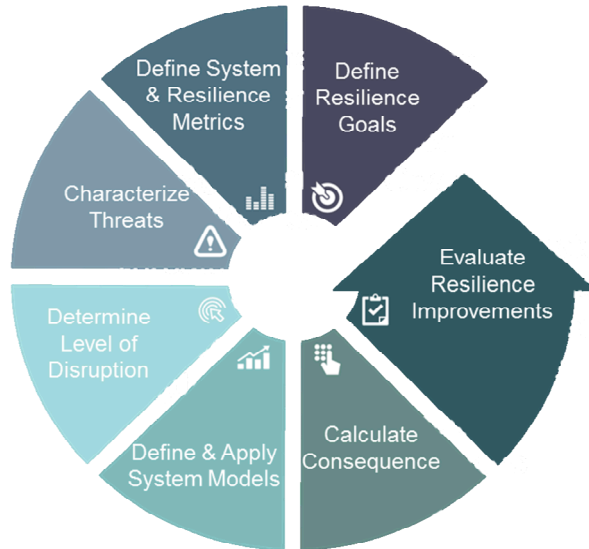 Define
Resilience
Goals
Define System
& Resilience
Metrics
Characterize
Threats
Determine
Level of
Disruption
Define & Apply
System Models
Calculate
Consequence
Evaluate
Resilience
Improvements